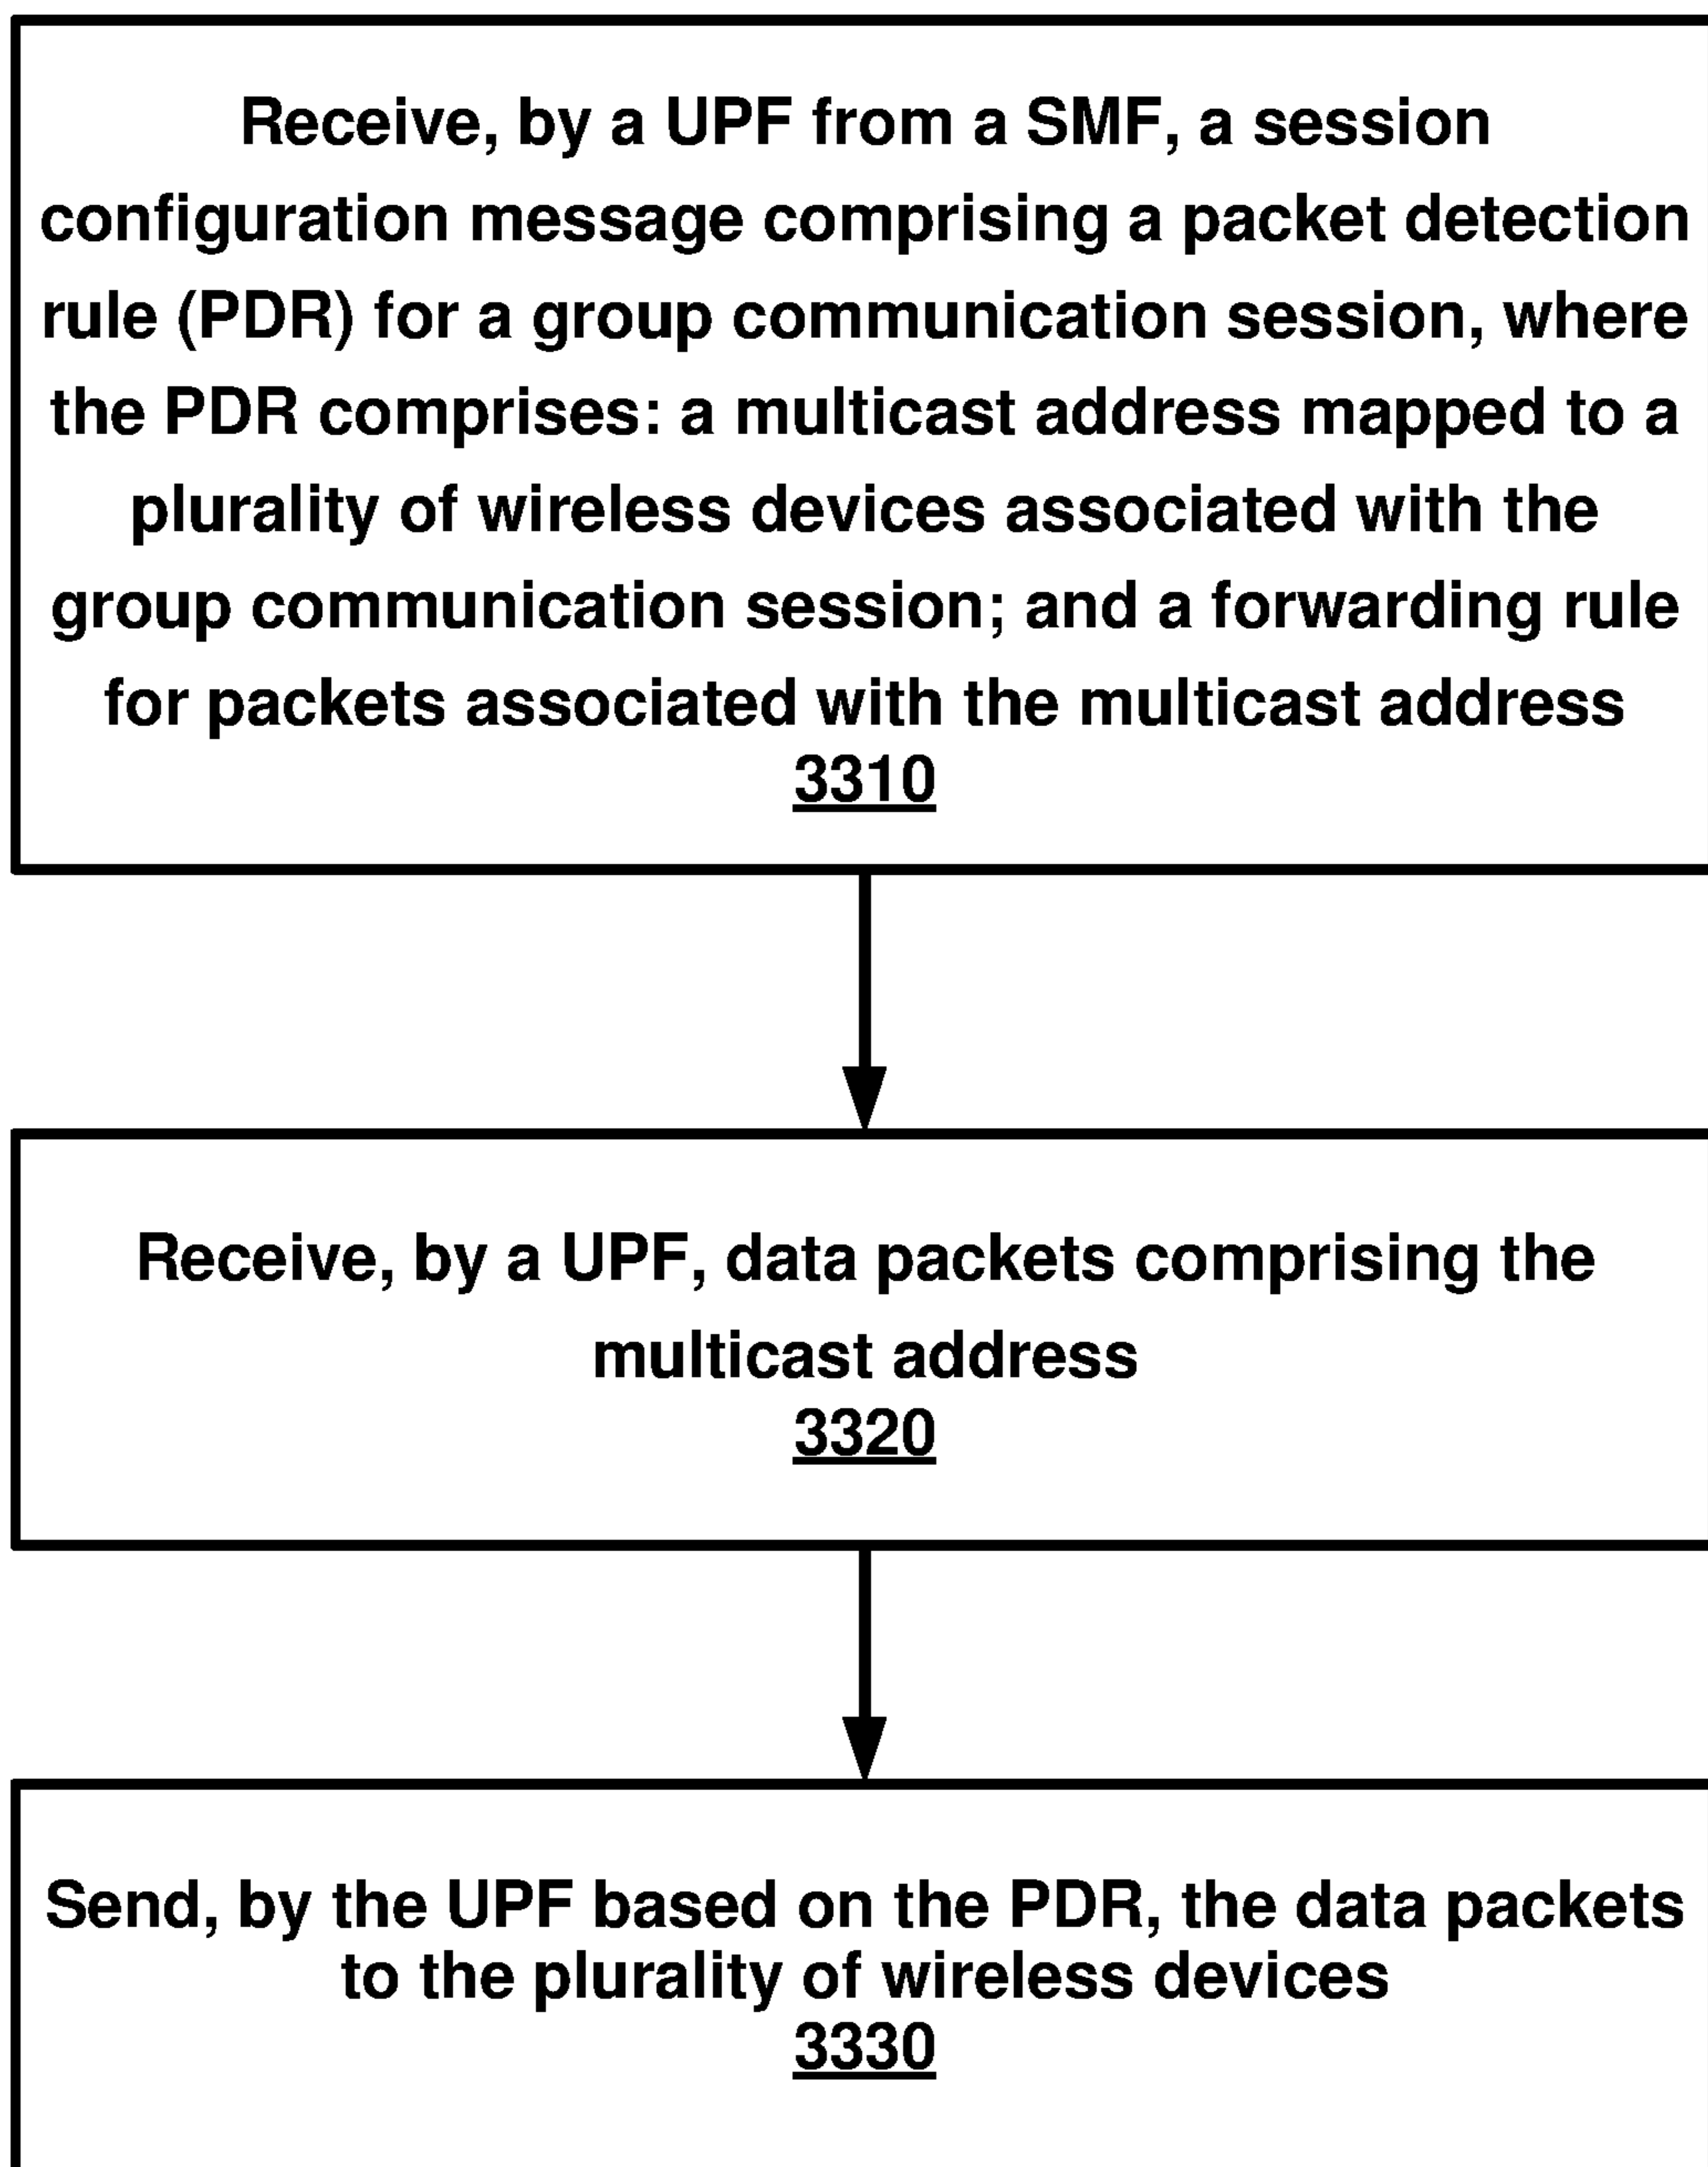 Receive, by a UPF from a SMF, a session
configuration message comprising a packet detection
rule (PDR) for a group communication session, where
the PDR comprises: a multicast address mapped to a
plurality of wireless devices associated with the
group communication session; and a forwarding rule
for packets associated with the multicast address
3310
Receive, by a UPF, data packets comprising the
multicast address
3320
Send, by the UPF based on the PDR, the data packets
to the plurality of wireless devices
3330